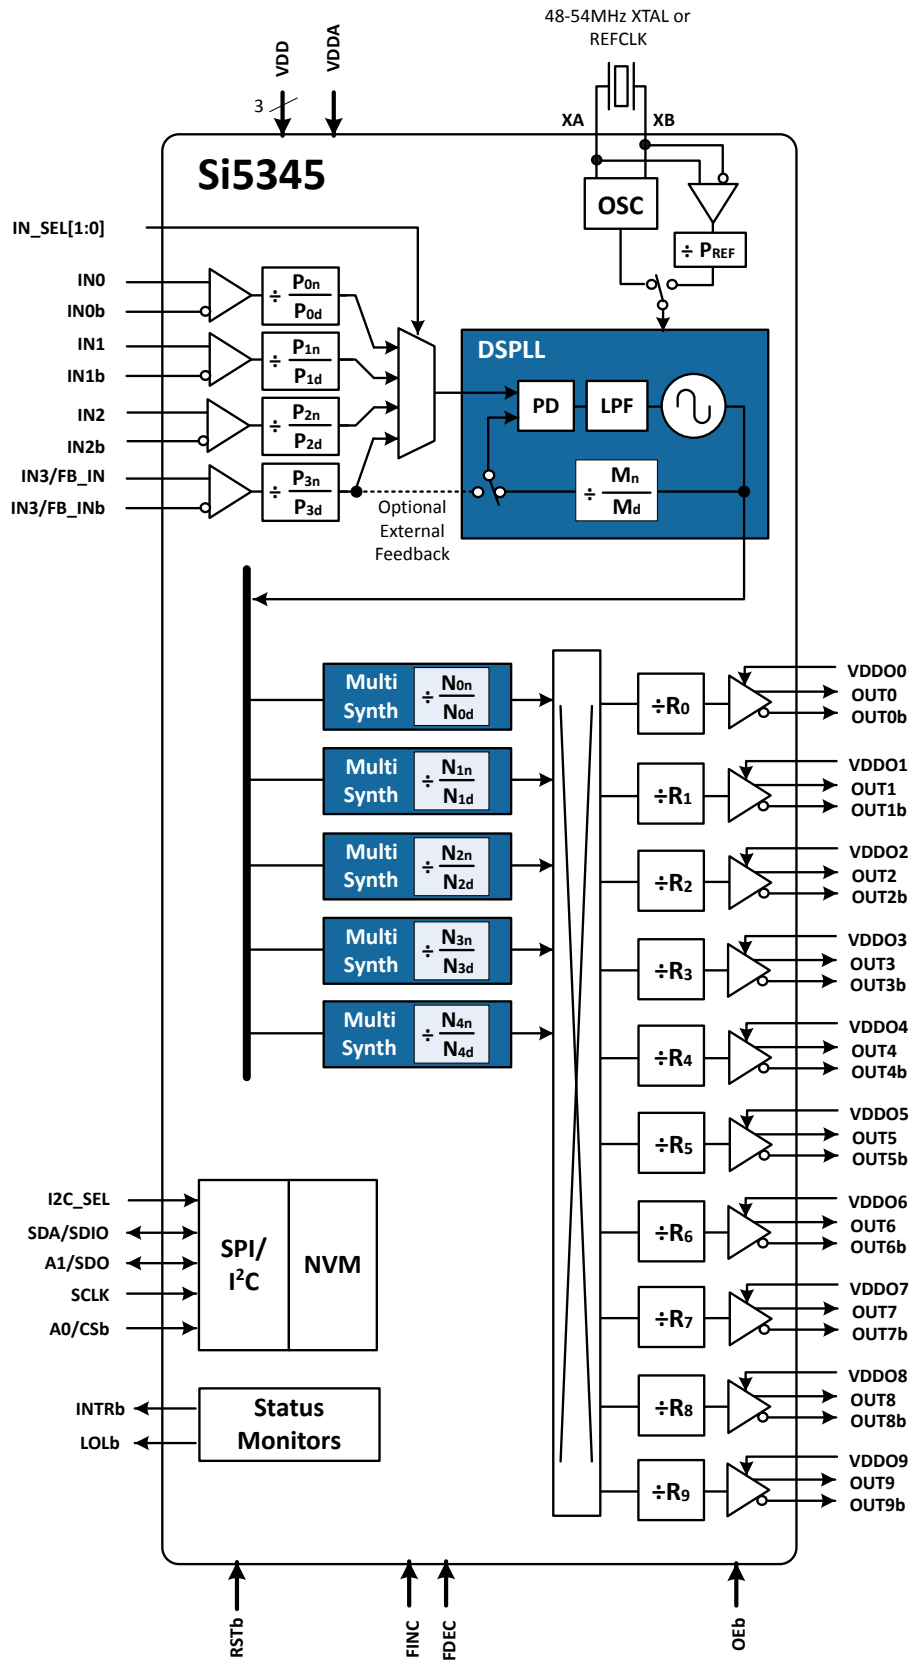 48-54MHz XTAL or
REFCLK
VDD
VDDA
3
XA
XB
Si5345
OSC
÷ PREF
IN_SEL[1:0]
IN0
IN0b
÷ P0n
P0d
IN1
IN1b
÷ P1n
P1d
IN2
IN2b
÷ P2n
P2d
IN3/FB_IN
IN3/FB_INb
÷ P3n
P3d
Optional
External
Feedback
DSPLL
PD
LPF
÷ Mn
Md
Multi
Synth
÷ N0n
N0d
Multi
Synth
÷ N1n
N1d
Multi
Synth
÷ N2n
N2d
Multi
Synth
÷ N3n
N3d
Multi
Synth
÷ N4n
N4d
÷R0
VDDO0
OUT0
OUT0b
÷R1
VDDO1
OUT1
OUT1b
÷R2
VDDO2
OUT2
OUT2b
÷R3
VDDO3
OUT3
OUT3b
÷R4
VDDO4
OUT4
OUT4b
÷R5
VDDO5
OUT5
OUT5b
÷R6
VDDO6
OUT6
OUT6b
÷R7
VDDO7
OUT7
OUT7b
÷R8
VDDO8
OUT8
OUT8b
÷R9
VDDO9
OUT9
OUT9b
I2C_SEL
SDA/SDIO
A1/SDO
SCLK
A0/CSb
SPI/
I²C
NVM
INTRb
LOLb
Status
Monitors
RSTb
FINC
FDEC
OEb